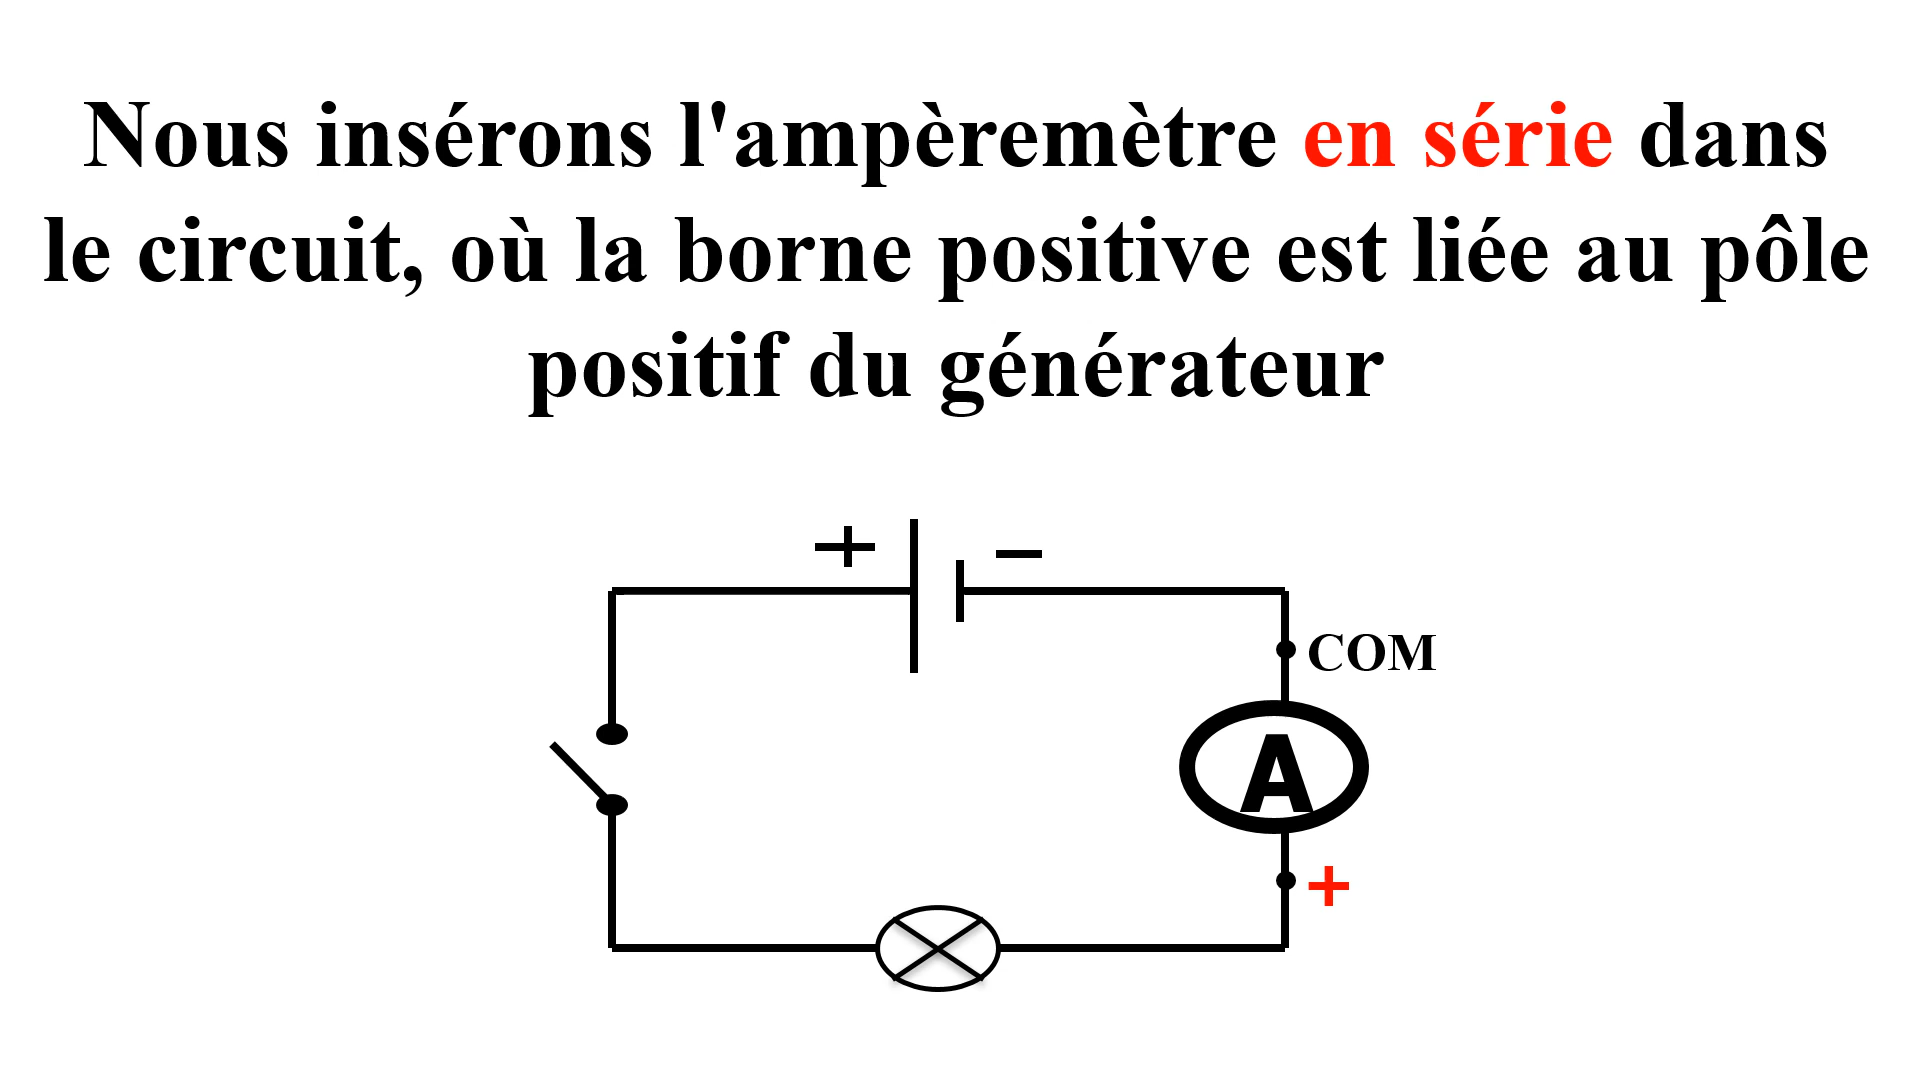 Nous insérons l'ampèremètre en série dans
le circuit, où la borne positive est liée au pôle
positif du générateur
+ −
COM
A
+